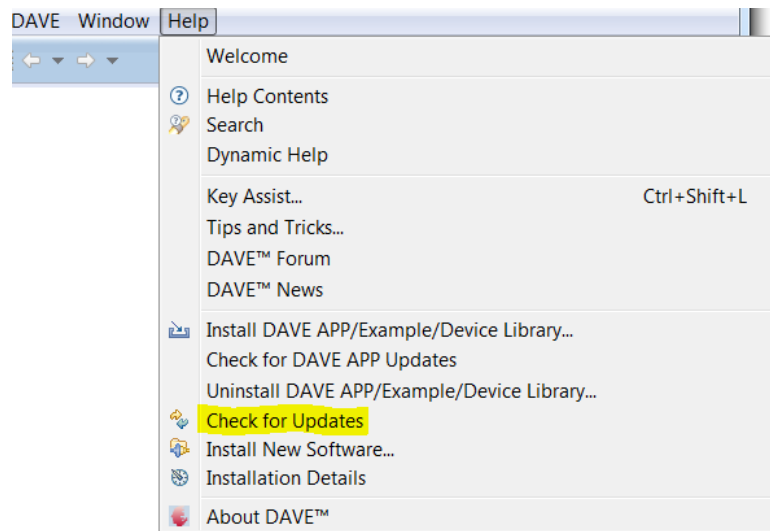 DAVE Window Help
Welcome
Help Contents
Search
Dynamic Help
Key Assist... Ctrl+Shift+L
Tips and Tricks...
DAVE™ Forum
DAVE™ News
Install DAVE APP/Example/Device Library...
Check for DAVE APP Updates
Uninstall DAVE APP/Example/Device Library...
Check for Updates
Install New Software...
Installation Details
About DAVE™